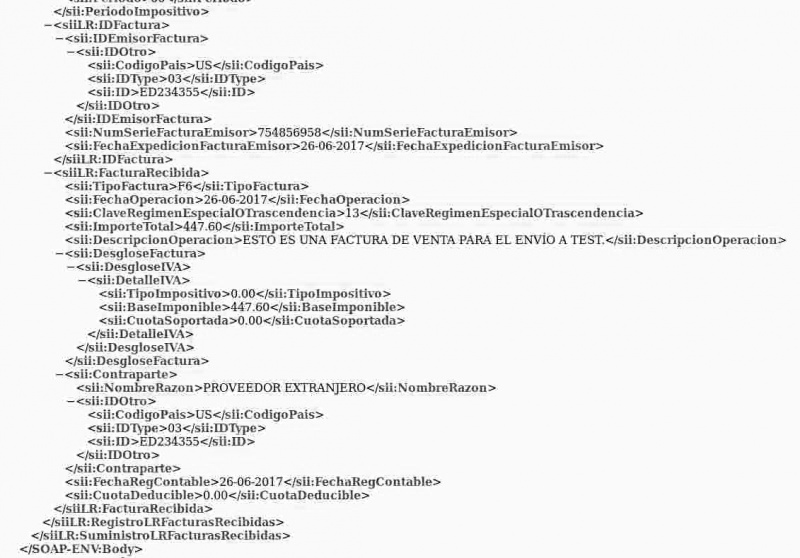 </sii:PeriodoImpositivo>
−<siiLR:IDFactura>
−<sii:IDEmisorFactura>
−<sii:IDOtro>
<sii:CodigoPais>US</sii:CodigoPais>
<sii:IDType>03</sii:IDType>
<sii:ID>ED234355</sii:ID>
</sii:IDOtro>
</sii:IDEmisorFactura>
<sii:NumSerieFacturaEmisor>754856958</sii:NumSerieFacturaEmisor>
<sii:FechaExpedicionFacturaEmisor>26-06-2017</sii:FechaExpedicionFacturaEmisor>
</siiLR:IDFactura>
−<siiLR:FacturaRecibida>
<sii:TipoFactura>F6</sii:TipoFactura>
<sii:FechaOperacion>26-06-2017</sii:FechaOperacion>
<sii:ClaveRegimenEspecialOTrascendencia>13</sii:ClaveRegimenEspecialOTrascendencia>
<sii:ImporteTotal>447.60</sii:ImporteTotal>
<sii:DescripcionOperacion>ESTO ES UNA FACTURA DE VENTA PARA EL ENVÍO A TEST.</sii:DescripcionOperacion>
−<sii:DesgloseFactura>
−<sii:DesgloseIVA>
−<sii:DetalleIVA>
<sii:TipoImpositivo>0.00</sii:TipoImpositivo>
<sii:BaseImponible>447.60</sii:BaseImponible>
<sii:CuotaSoportada>0.00</sii:CuotaSoportada>
</sii:DetalleIVA>
</sii:DesgloseIVA>
</sii:DesgloseFactura>
−<sii:Contraparte>
<sii:NombreRazon>PROVEEDOR EXTRANJERO</sii:NombreRazon>
−<sii:IDOtro>
<sii:CodigoPais>US</sii:CodigoPais>
<sii:IDType>03</sii:IDType>
<sii:ID>ED234355</sii:ID>
</sii:IDOtro>
</sii:Contraparte>
<sii:FechaRegContable>26-06-2017</sii:FechaRegContable>
<sii:CuotaDeducible>0.00</sii:CuotaDeducible>
</siiLR:FacturaRecibida>
</siiLR:RegistroLRFacturasRecibidas>
</siiLR:SuministroLRFacturasRecibidas>
</SOAP-ENV:Body>